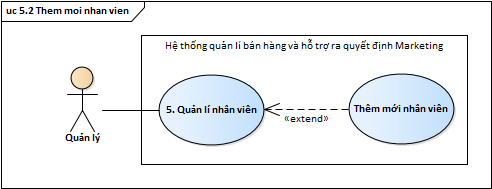 uc 5.2 Them moi nhan vien
Hệ thống quản lí bán hàng và hỗ trợ ra quyết định Marketing
5. Quản lí nhân viên
Thêm mới nhân viên
«extend»
Quản lý